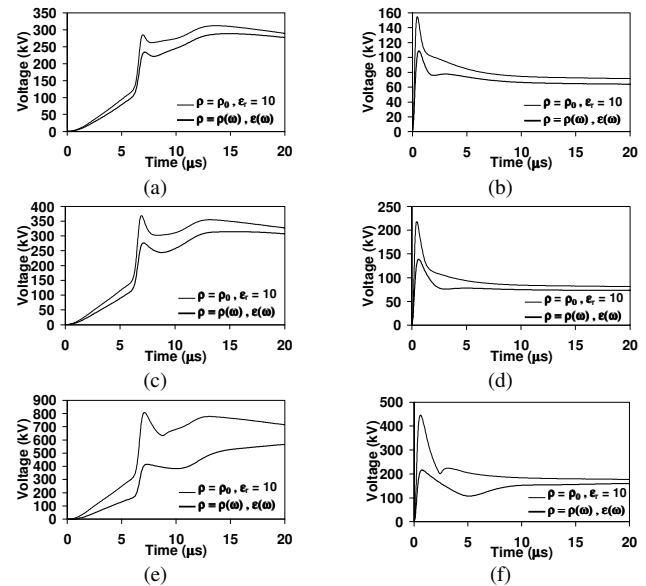 Voltage (kV)
350
300
250
200
150
100
50
0
ρ = ρ₀ , εᵣ = 10
ρ = ρ(ω) , ε(ω)
0 5 10 15 20
Time (μs)
(a)
Voltage (kV)
160
140
120
100
80
60
40
20
0
ρ = ρ₀ , εᵣ = 10
ρ = ρ(ω) , ε(ω)
0 5 10 15 20
Time (μs)
(b)
Voltage (kV)
400
350
300
250
200
150
100
50
0
ρ = ρ₀ , εᵣ = 10
ρ = ρ(ω) , ε(ω)
0 5 10 15 20
Time (μs)
(c)
Voltage (kV)
250
200
150
100
50
0
ρ = ρ₀ , εᵣ = 10
ρ = ρ(ω) , ε(ω)
0 5 10 15 20
Time (μs)
(d)
Voltage (kV)
900
800
700
600
500
400
300
200
100
0
ρ = ρ₀ , εᵣ = 10
ρ = ρ(ω) , ε(ω)
0 5 10 15 20
Time (μs)
(e)
Voltage (kV)
500
400
300
200
100
0
ρ = ρ₀ , εᵣ = 10
ρ = ρ(ω) , ε(ω)
0 5 10 15 20
Time (μs)
(f)